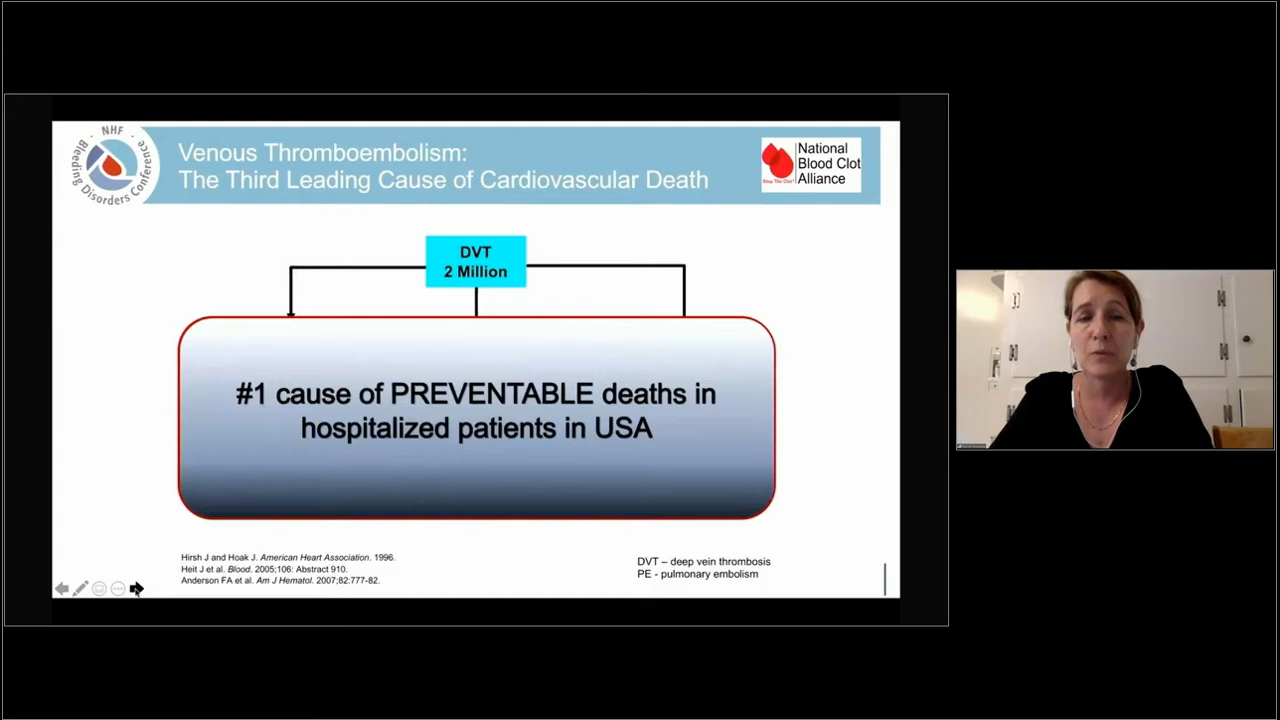 NHF
Bleeding Disorders Conference
Venous Thromboembolism:
The Third Leading Cause of Cardiovascular Death
National
Blood Clot
Alliance
Stop The Clot
DVT
2 Million
#1 cause of PREVENTABLE deaths in
hospitalized patients in USA
Hirsh J and Hoak J. American Heart Association. 1996.
Heit J et al. Blood. 2005;106: Abstract 910.
Anderson FA et al. Am J Hematol. 2007;82:777-82.
DVT – deep vein thrombosis
PE - pulmonary embolism